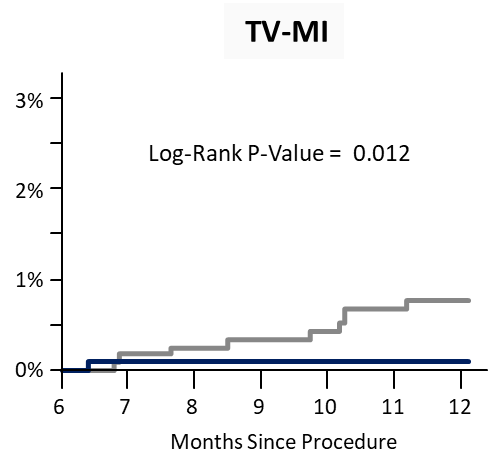 TV-MI
3%
Log-Rank P-Value = 0.012
2%
1%
0%
6 7 8 9 10 11 12
Months Since Procedure